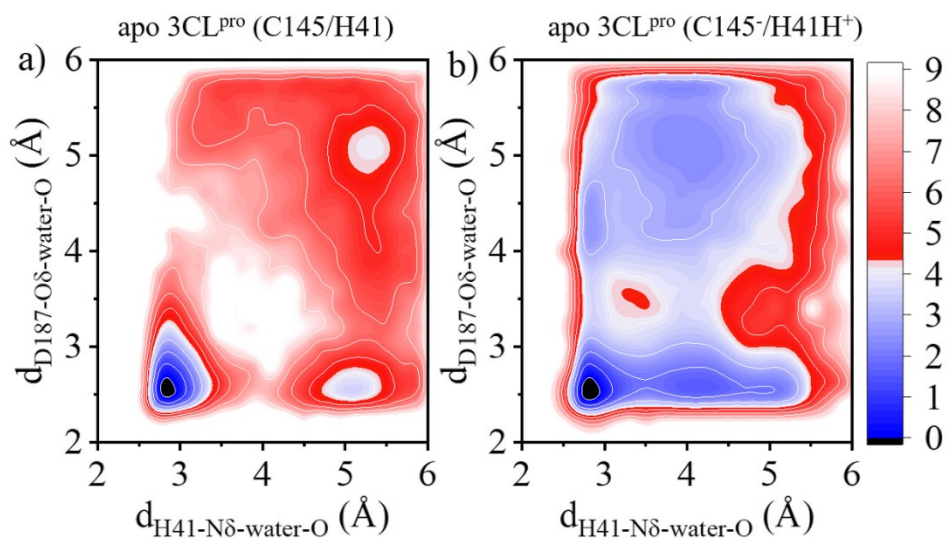 apo 3CLpro (C145/H41)
apo 3CLpro (C145-/H41H+)
a)
b)
6
5
4
3
2
dD187-Oδ-water-O (Å)
2 3 4 5 6
dH41-Nδ-water-O (Å)
6
5
4
3
2
dD187-Oδ-water-O (Å)
2 3 4 5 6
dH41-Nδ-water-O (Å)
9
8
7
6
5
4
3
2
1
0